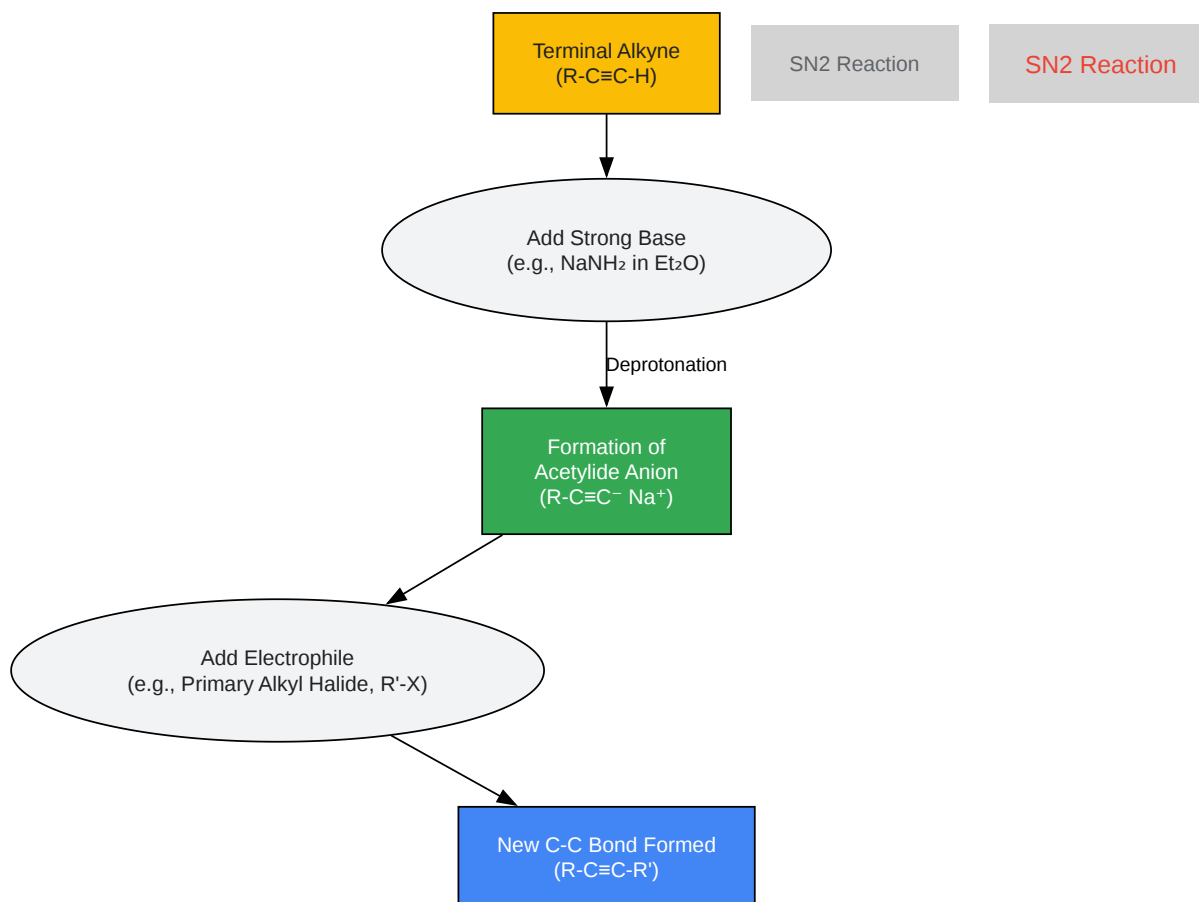 Terminal Alkyne
(R-C≡C-H)
SN2 Reaction
SN2 Reaction
Add Strong Base
(e.g., NaNH₂ in Et₂O)
Deprotonation
Formation of
Acetylide Anion
(R-C≡C⁻ Na⁺)
Add Electrophile
(e.g., Primary Alkyl Halide, R'-X)
New C-C Bond Formed
(R-C≡C-R')